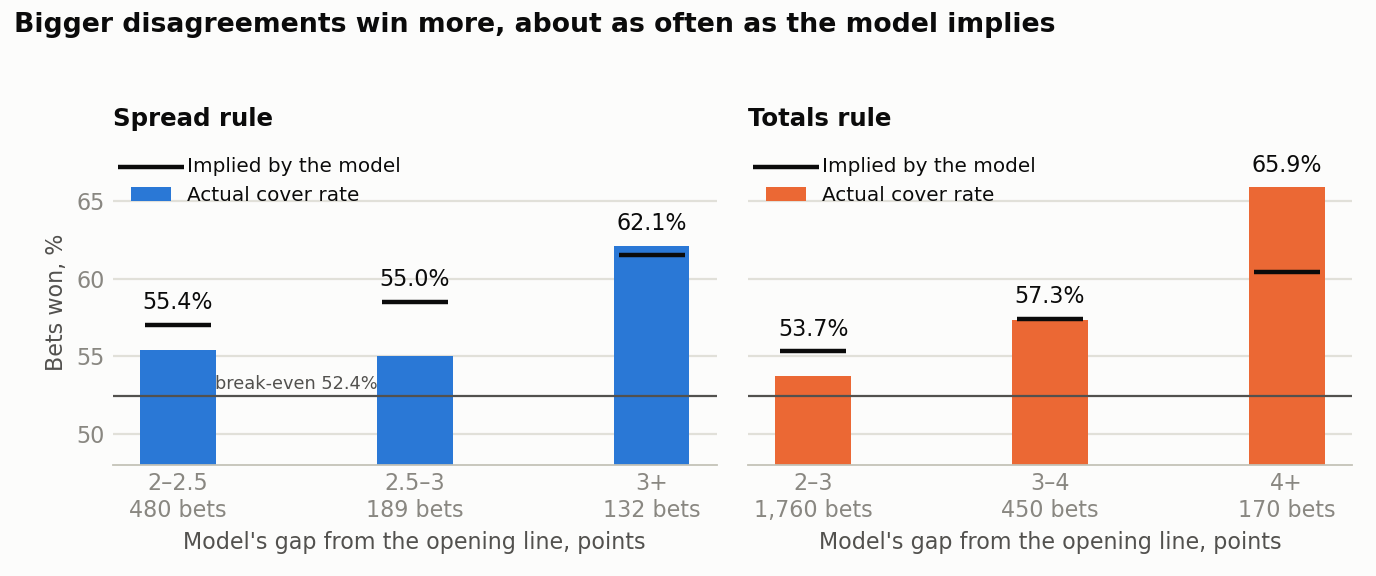 Bigger disagreements win more, about as often as the model implies
Spread rule
Implied by the model
Actual cover rate
Bets won, %
65
60
55
50
55.4%
55.0%
62.1%
break-even 52.4%
2–2.5
480 bets
2.5–3
189 bets
3+
132 bets
Model's gap from the opening line, points
Totals rule
Implied by the model
Actual cover rate
53.7%
57.3%
65.9%
2–3
1,760 bets
3–4
450 bets
4+
170 bets
Model's gap from the opening line, points